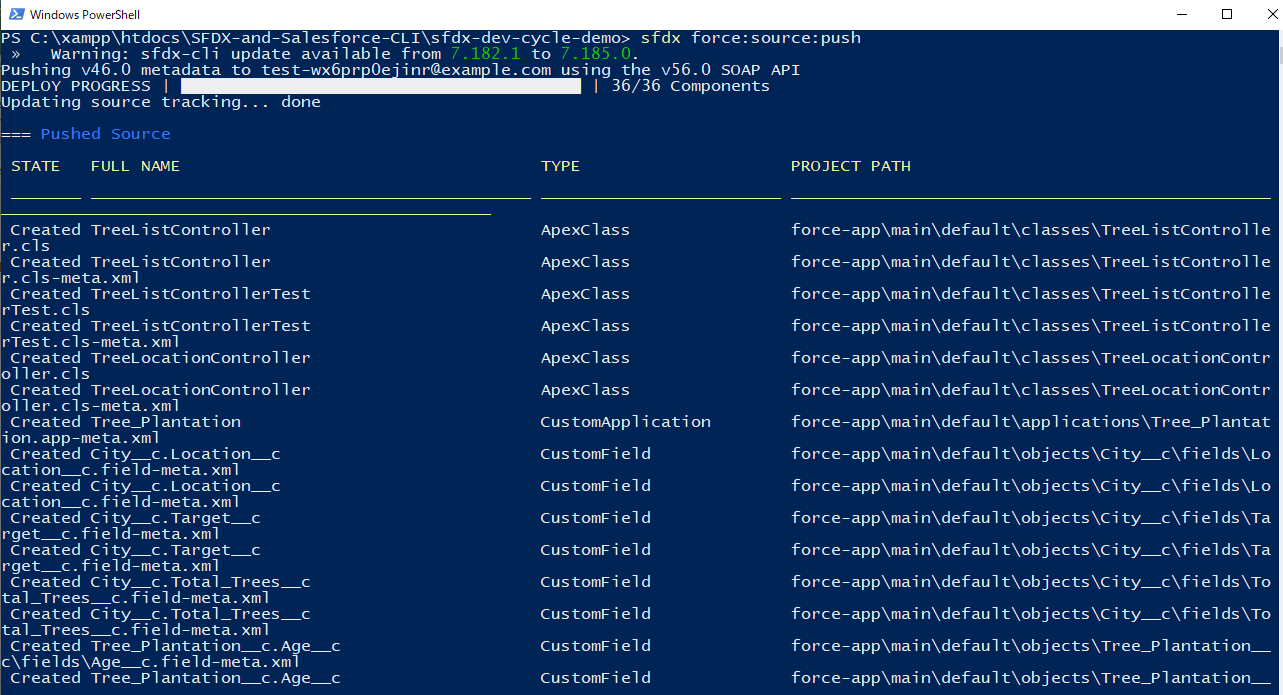 Windows PowerShell
PS C:\xampp\htdocs\SFDX-and-Salesforce-CLI\sfdx-dev-cycle-demo> sfdx force:source:push
 »   Warning: sfdx-cli update available from 7.182.1 to 7.185.0.
Pushing v46.0 metadata to test-wx6prp0ejinr@example.com using the v56.0 SOAP API
DEPLOY PROGRESS | | 36/36 Components
Updating source tracking... done
=== Pushed Source
STATE FULL NAME TYPE PROJECT PATH
Created TreeListController ApexClass force-app\main\default\classes\TreeListControlle
r.cls
Created TreeListController ApexClass force-app\main\default\classes\TreeListControlle
r.cls-meta.xml
Created TreeListControllerTest ApexClass force-app\main\default\classes\TreeListControlle
rTest.cls
Created TreeListControllerTest ApexClass force-app\main\default\classes\TreeListControlle
rTest.cls-meta.xml
Created TreeLocationController ApexClass force-app\main\default\classes\TreeLocationContr
oller.cls
Created TreeLocationController ApexClass force-app\main\default\classes\TreeLocationContr
oller.cls-meta.xml
Created Tree_Plantation CustomApplication force-app\main\default\applications\Tree_Plantat
ion.app-meta.xml
Created City__c.Location__c CustomField force-app\main\default\objects\City__c\fields\Lo
cation__c.field-meta.xml
Created City__c.Location__c CustomField force-app\main\default\objects\City__c\fields\Lo
cation__c.field-meta.xml
Created City__c.Target__c CustomField force-app\main\default\objects\City__c\fields\Ta
rget__c.field-meta.xml
Created City__c.Target__c CustomField force-app\main\default\objects\City__c\fields\Ta
rget__c.field-meta.xml
Created City__c.Total_Trees__c CustomField force-app\main\default\objects\City__c\fields\To
tal_Trees__c.field-meta.xml
Created City__c.Total_Trees__c CustomField force-app\main\default\objects\City__c\fields\To
tal_Trees__c.field-meta.xml
Created Tree_Plantation__c.Age__c CustomField force-app\main\default\objects\Tree_Plantation__
c\fields\Age__c.field-meta.xml
Created Tree_Plantation__c.Age__c CustomField force-app\main\default\objects\Tree_Plantation__